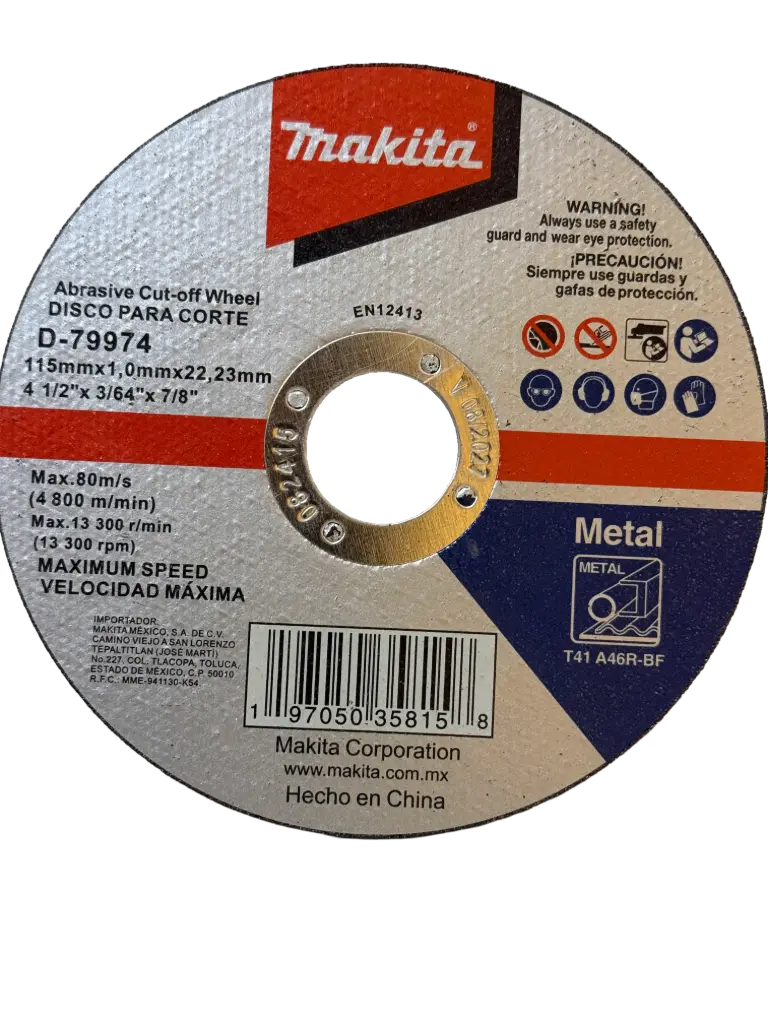 makita®
WARNING!
Always use a safety
guard and wear eye protection.
¡PRECAUCIÓN!
Siempre use guardas y
gafas de protección.
Abrasive Cut-off Wheel
DISCO PARA CORTE
D-79974
115mmx1,0mmx22,23mm
4 1/2"x 3/64"x 7/8"
EN12413
V 08/2027
082415
Max.80m/s
(4 800 m/min)
Max.13 300 r/min
(13 300 rpm)
MAXIMUM SPEED
VELOCIDAD MÁXIMA
Metal
METAL
T41 A46R-BF
IMPORTADOR:
MAKITA MÉXICO, S.A. DE C.V.
CAMINO VIEJO A SAN LORENZO
TEPALTITLAN (JOSÉ MARTÍ)
No.227, COL. TLACOPA, TOLUCA,
ESTADO DE MÉXICO, C.P. 50010
R.F.C.: MME-941130-K54
1 97050 35815 8
Makita Corporation
www.makita.com.mx
Hecho en China